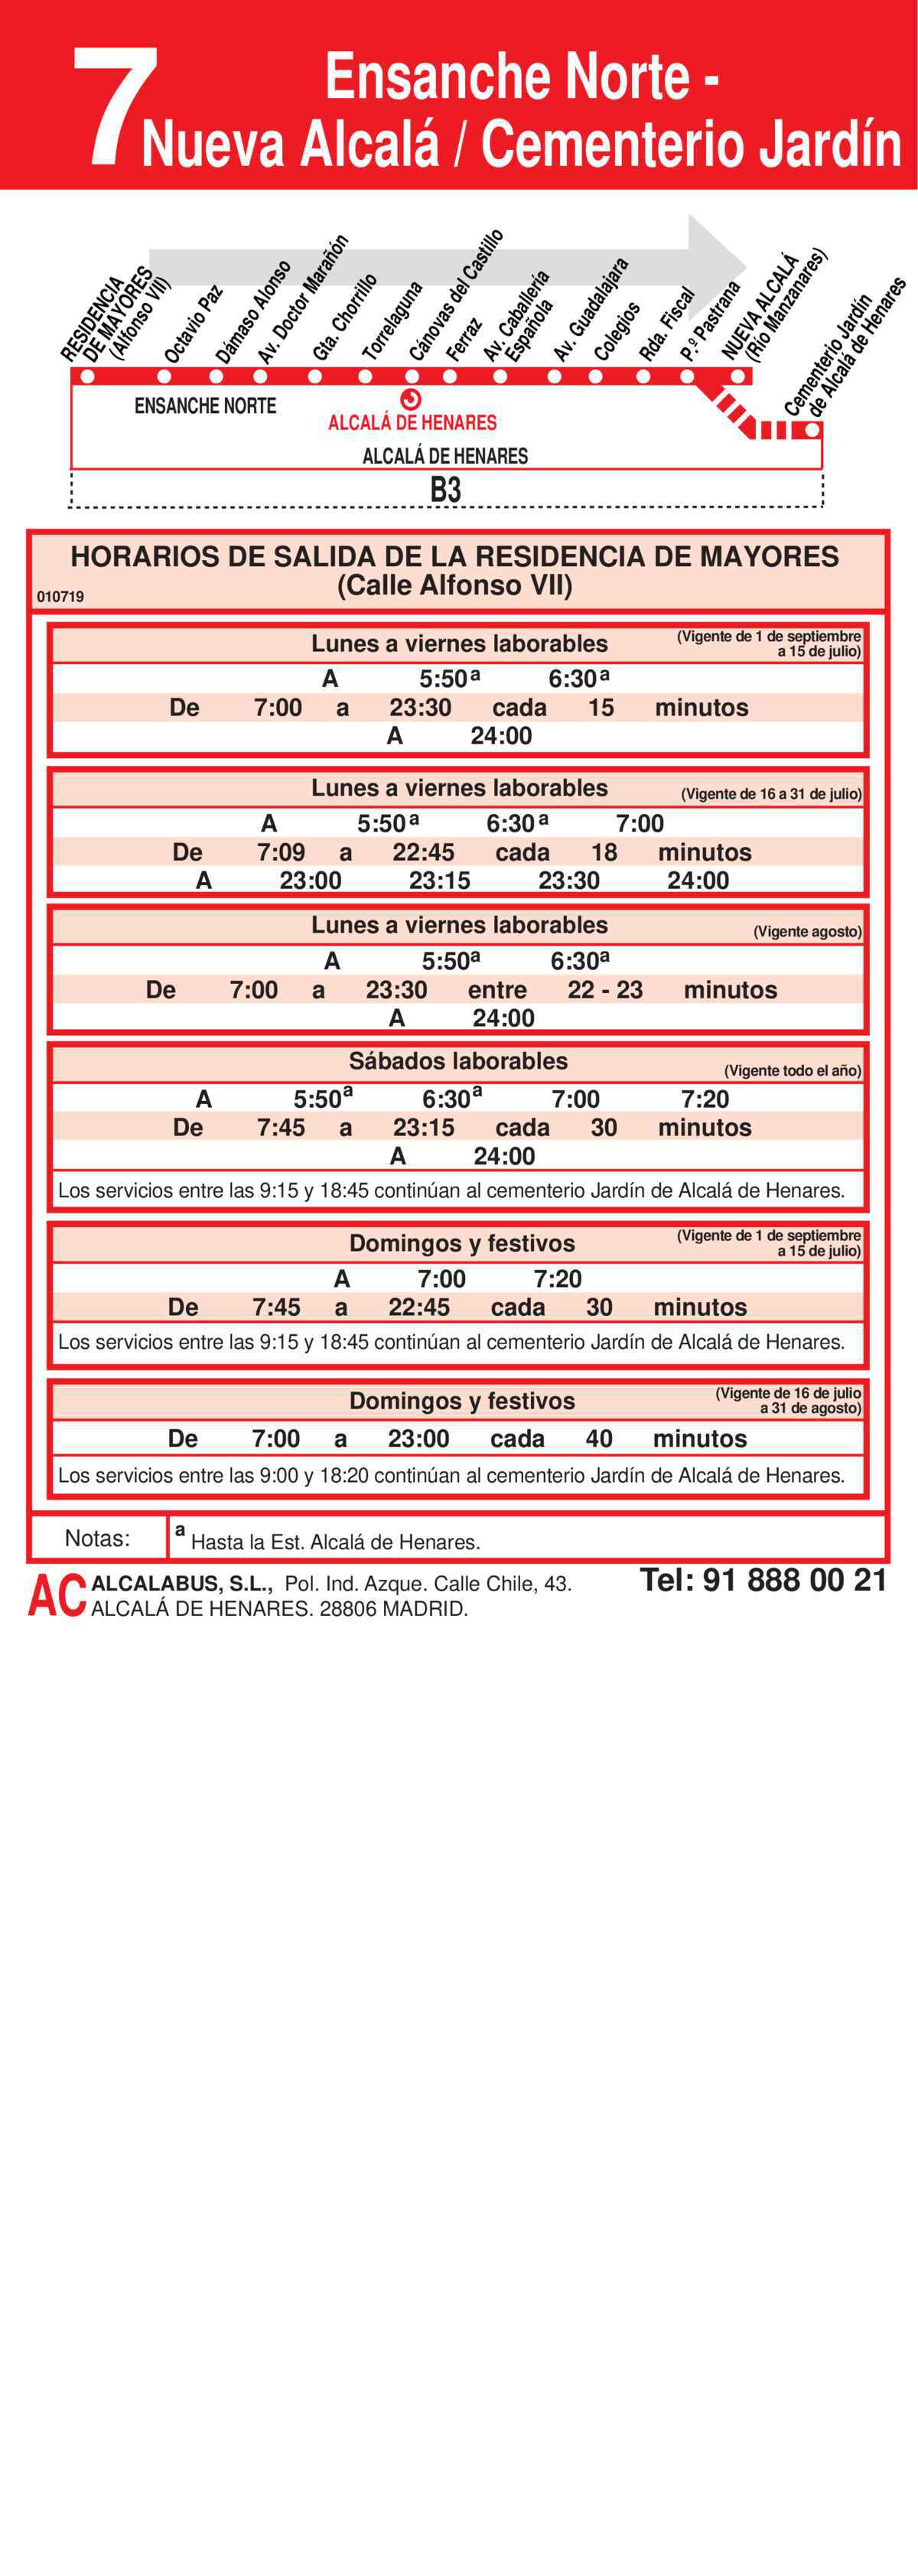 7
Ensanche Norte -
Nueva Alcalá / Cementerio Jardín
RESIDENCIA
DE MAYORES
(Alfonso VII)
Octavio Paz
Dámaso Alonso
Av. Doctor Marañón
Gta. Chorrillo
Torrelaguna
Cánovas del Castillo
Ferraz
Av. Caballería
Española
Av. Guadalajara
Colegios
Rda. Fiscal
P.º Pastrana
NUEVA ALCALÁ
(Río Manzanares)
Cementerio Jardín
de Alcalá de Henares
ENSANCHE NORTE
ALCALÁ DE HENARES
ALCALÁ DE HENARES
B3
HORARIOS DE SALIDA DE LA RESIDENCIA DE MAYORES
(Calle Alfonso VII)
010719
Lunes a viernes laborables (Vigente de 1 de septiembre
a 15 de julio)
A 5:50ª 6:30ª
De 7:00 a 23:30 cada 15 minutos
A 24:00
Lunes a viernes laborables (Vigente de 16 a 31 de julio)
A 5:50ª 6:30ª 7:00
De 7:09 a 22:45 cada 18 minutos
A 23:00 23:15 23:30 24:00
Lunes a viernes laborables (Vigente agosto)
A 5:50ª 6:30ª
De 7:00 a 23:30 entre 22 - 23 minutos
A 24:00
Sábados laborables (Vigente todo el año)
A 5:50ª 6:30ª 7:00 7:20
De 7:45 a 23:15 cada 30 minutos
A 24:00
Los servicios entre las 9:15 y 18:45 continúan al cementerio Jardín de Alcalá de Henares.
Domingos y festivos (Vigente de 1 de septiembre
a 15 de julio)
A 7:00 7:20
De 7:45 a 22:45 cada 30 minutos
Los servicios entre las 9:15 y 18:45 continúan al cementerio Jardín de Alcalá de Henares.
Domingos y festivos (Vigente de 16 de julio
a 31 de agosto)
De 7:00 a 23:00 cada 40 minutos
Los servicios entre las 9:00 y 18:20 continúan al cementerio Jardín de Alcalá de Henares.
Notas: ª Hasta la Est. Alcalá de Henares.
AC ALCALABUS, S.L., Pol. Ind. Azque. Calle Chile, 43.
ALCALÁ DE HENARES. 28806 MADRID.
Tel: 91 888 00 21